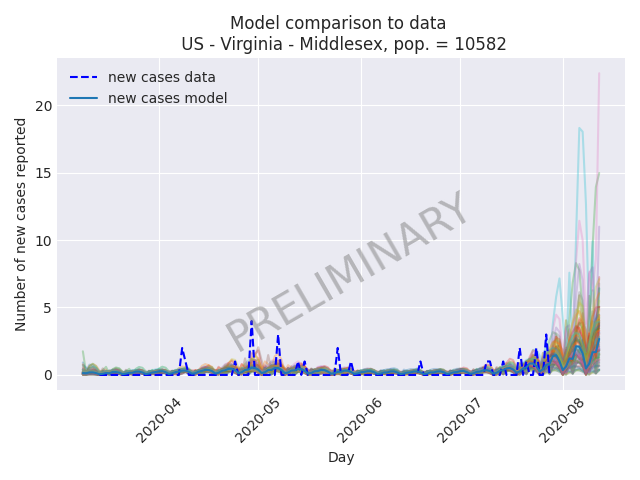 Model comparison to data
US - Virginia - Middlesex, pop. = 10582
new cases data
new cases model
Number of new cases reported
20
15
10
5
0
PRELIMINARY
2020-04
2020-05
2020-06
2020-07
2020-08
Day